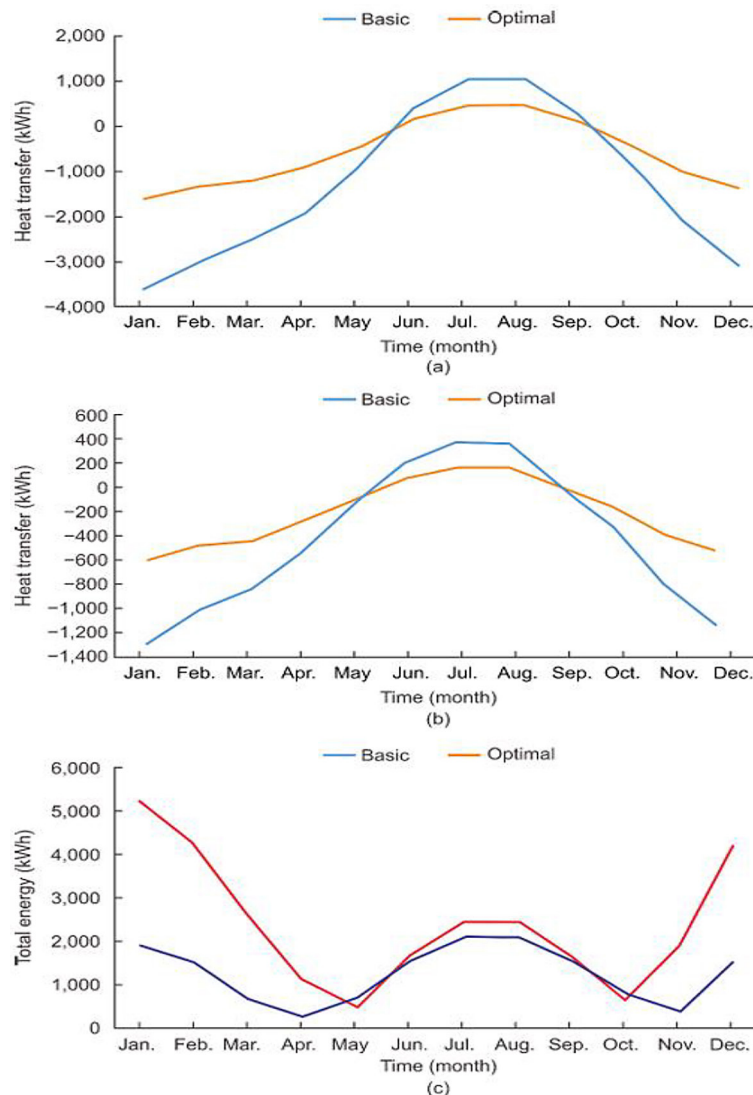 Basic Optimal
2,000
1,000
0
−1,000
−2,000
−3,000
−4,000
Heat transfer (kWh)
Jan. Feb. Mar. Apr. May Jun. Jul. Aug. Sep. Oct. Nov. Dec.
Time (month)
(a)
Basic Optimal
600
400
200
0
−200
−400
−600
−800
−1,000
−1,200
−1,400
Heat transfer (kWh)
Jan. Feb. Mar. Apr. May Jun. Jul. Aug. Sep. Oct. Nov. Dec.
Time (month)
(b)
Basic Optimal
6,000
5,000
4,000
3,000
2,000
1,000
0
Total energy (kWh)
Jan. Feb. Mar. Apr. May Jun. Jul. Aug. Sep. Oct. Nov. Dec.
Time (month)
(c)